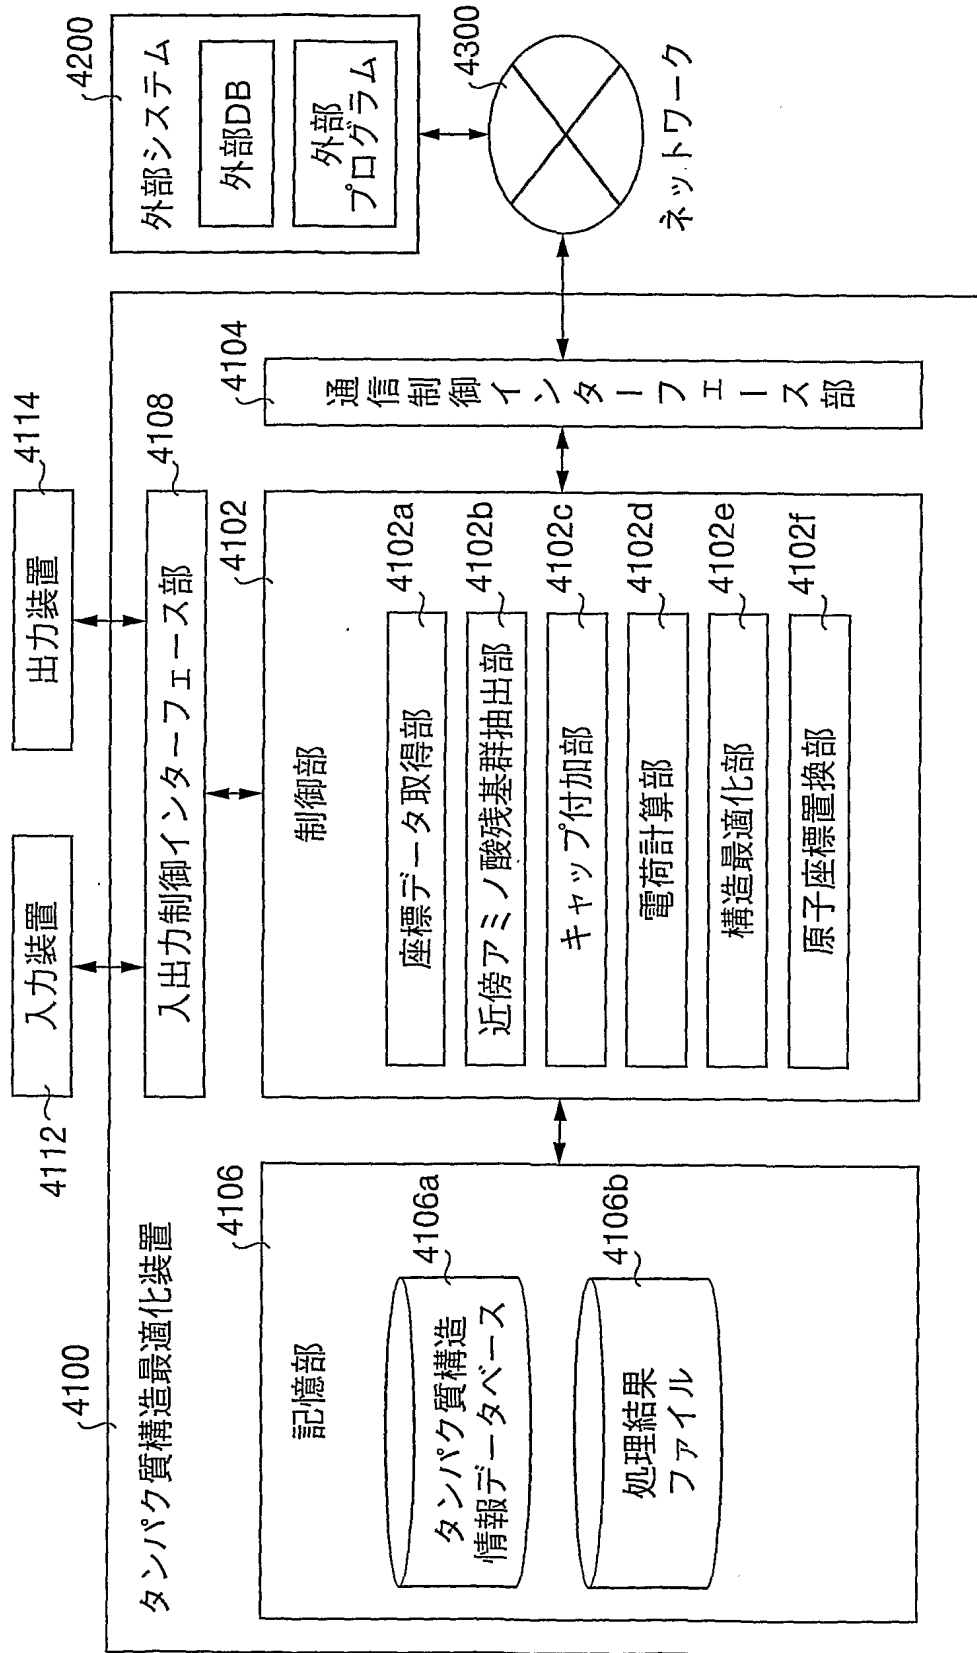 4100
タンパク質構造最適化装置
4112
入力装置
出力装置
4114
入出力制御インターフェース部
4108
4106
記憶部
タンパク質構造
情報データベース
4106a
処理結果
ファイル
4106b
4102
制御部
座標データ取得部
4102a
近傍アミノ酸残基群抽出部
4102b
キャップ付加部
4102c
電荷計算部
4102d
構造最適化部
4102e
原子座標置換部
4102f
4104
通信制御インターフェース部
4200
外部システム
外部DB
外部
プログラム
4300
ネットワーク